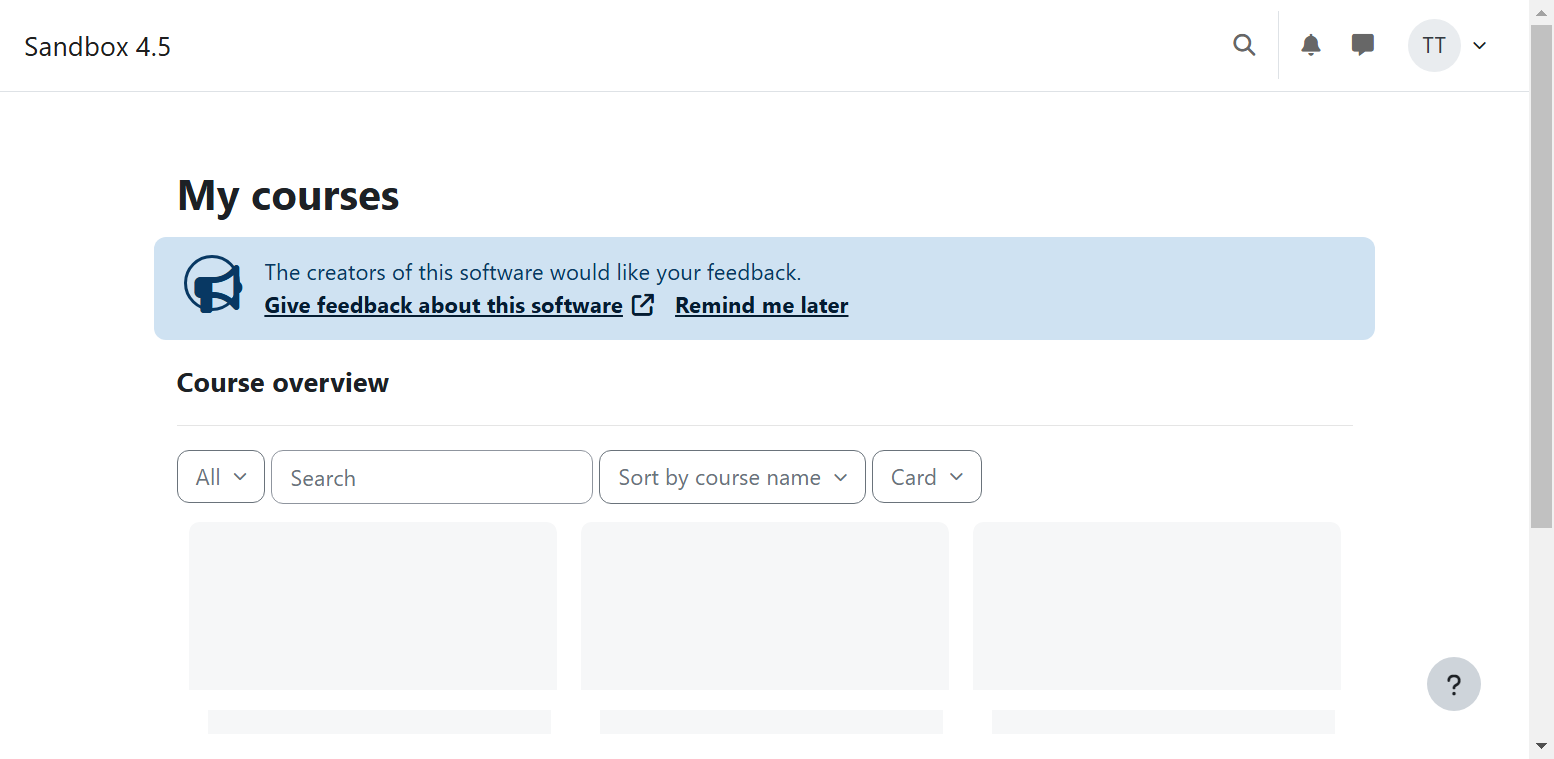 Sandbox 4.5
TT
My courses
The creators of this software would like your feedback.
Give feedback about this software Remind me later
Course overview
All Search Sort by course name Card
?